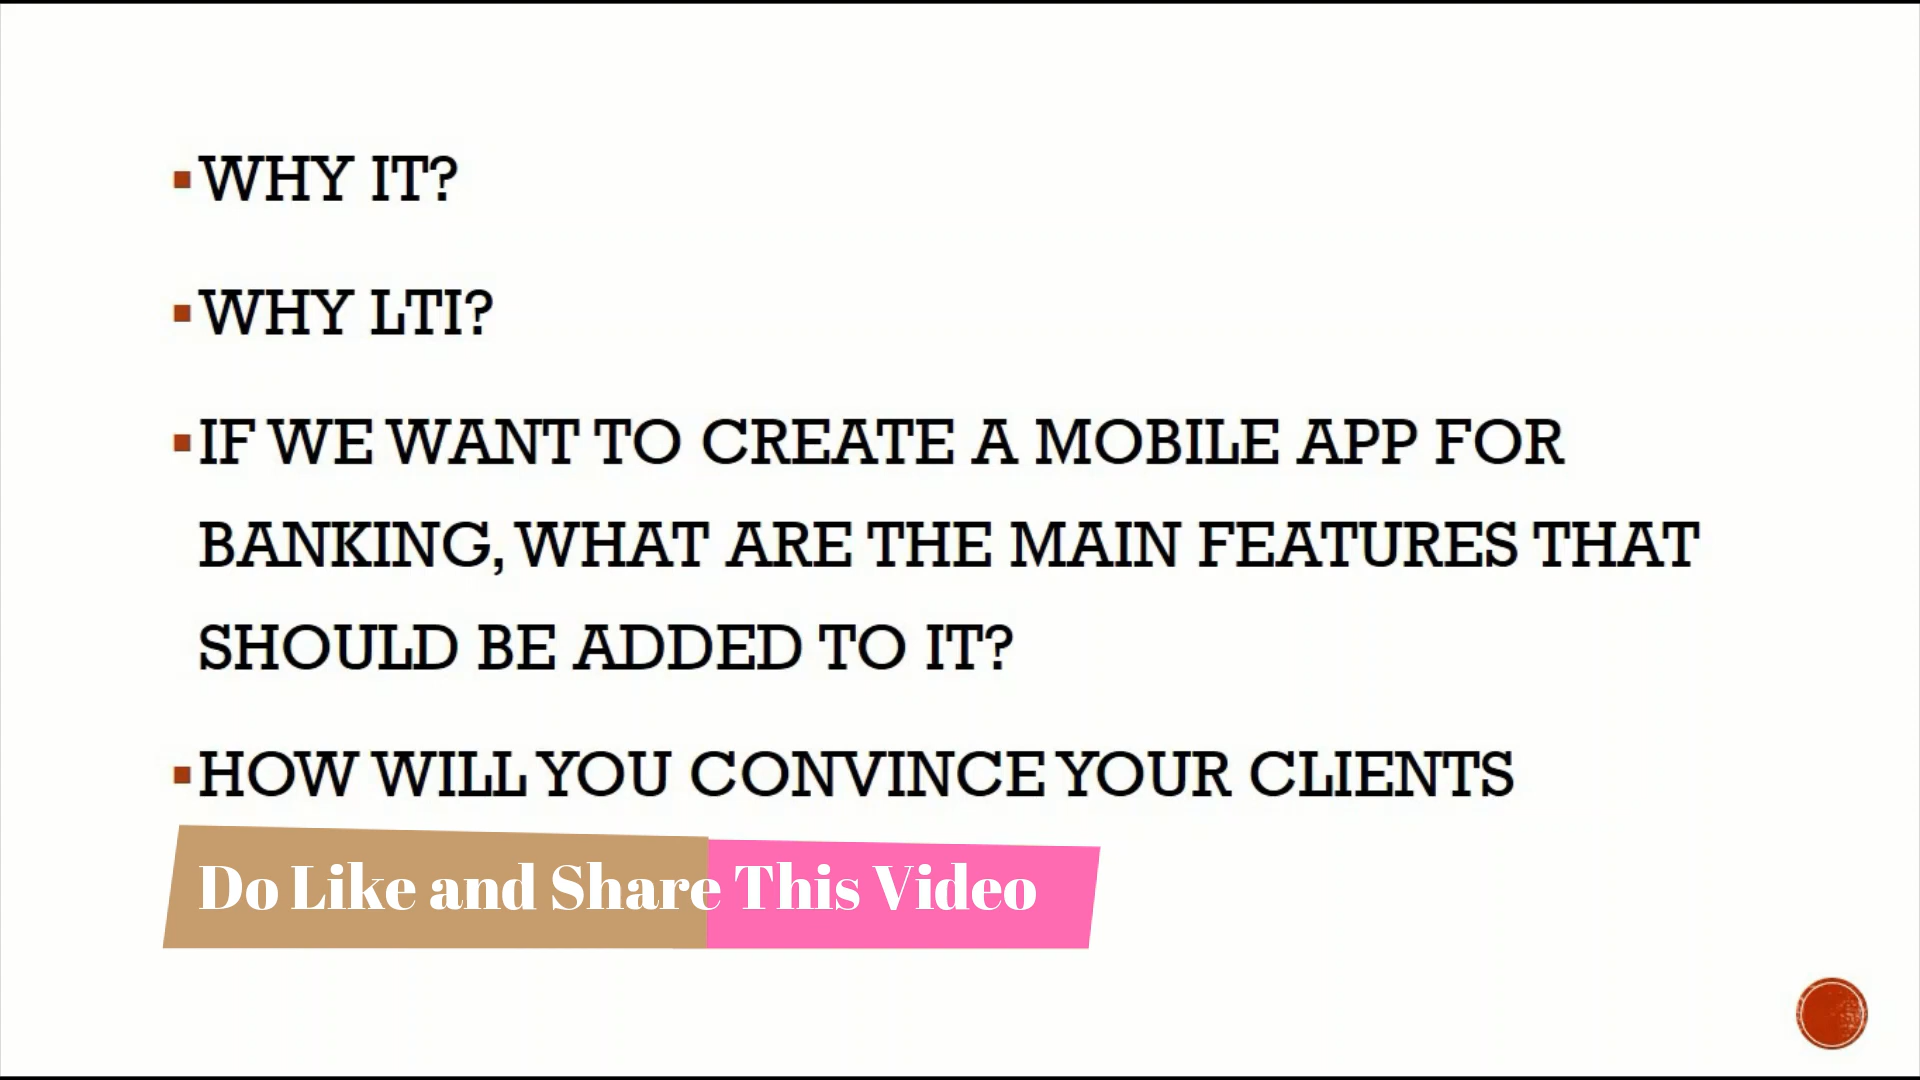 WHY IT?
WHY LTI?
IF WE WANT TO CREATE A MOBILE APP FOR
BANKING, WHAT ARE THE MAIN FEATURES THAT
SHOULD BE ADDED TO IT?
HOW WILL YOU CONVINCE YOUR CLIENTS
Do Like and Share This Video